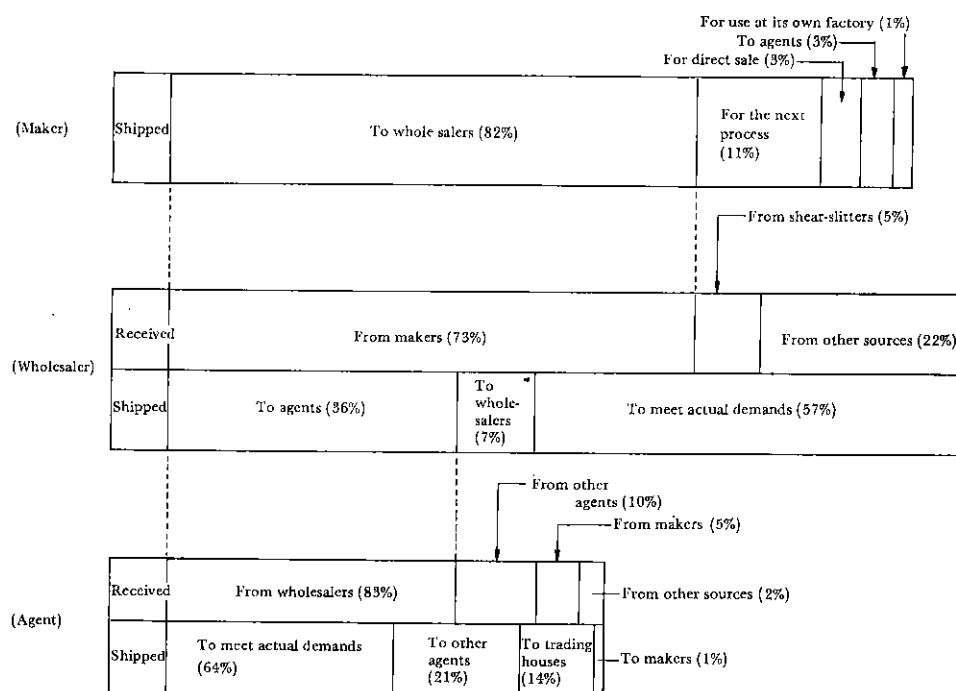 For use at its own factory (1%)
To agents (3%)
For direct sale (3%)
(Maker)
Shipped
To whole salers (82%)
For the next
process
(11%)
From shear-slitters (5%)
(Wholesaler)
Received
From makers (73%)
From other sources (22%)
Shipped
To agents (36%)
To
whole-
salers
(7%)
To meet actual demands (57%)
From other
agents (10%)
From makers (5%)
(Agent)
Received
From wholesalers (83%)
From other sources (2%)
Shipped
To meet actual demands
(64%)
To other
agents
(21%)
To trading
houses
(14%)
To makers (1%)